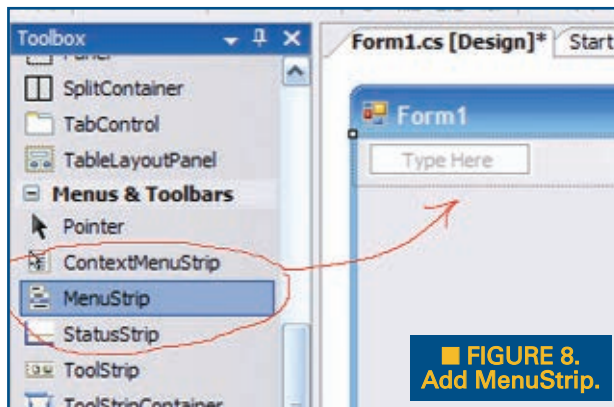 Toolbox
Form1.cs [Design]* Start
SplitContainer
TabControl
TableLayoutPanel
Menus & Toolbars
Pointer
ContextMenuStrip
MenuStrip
StatusStrip
ToolStrip
ToolStripContainer
Form1
Type Here
FIGURE 8.
Add MenuStrip.